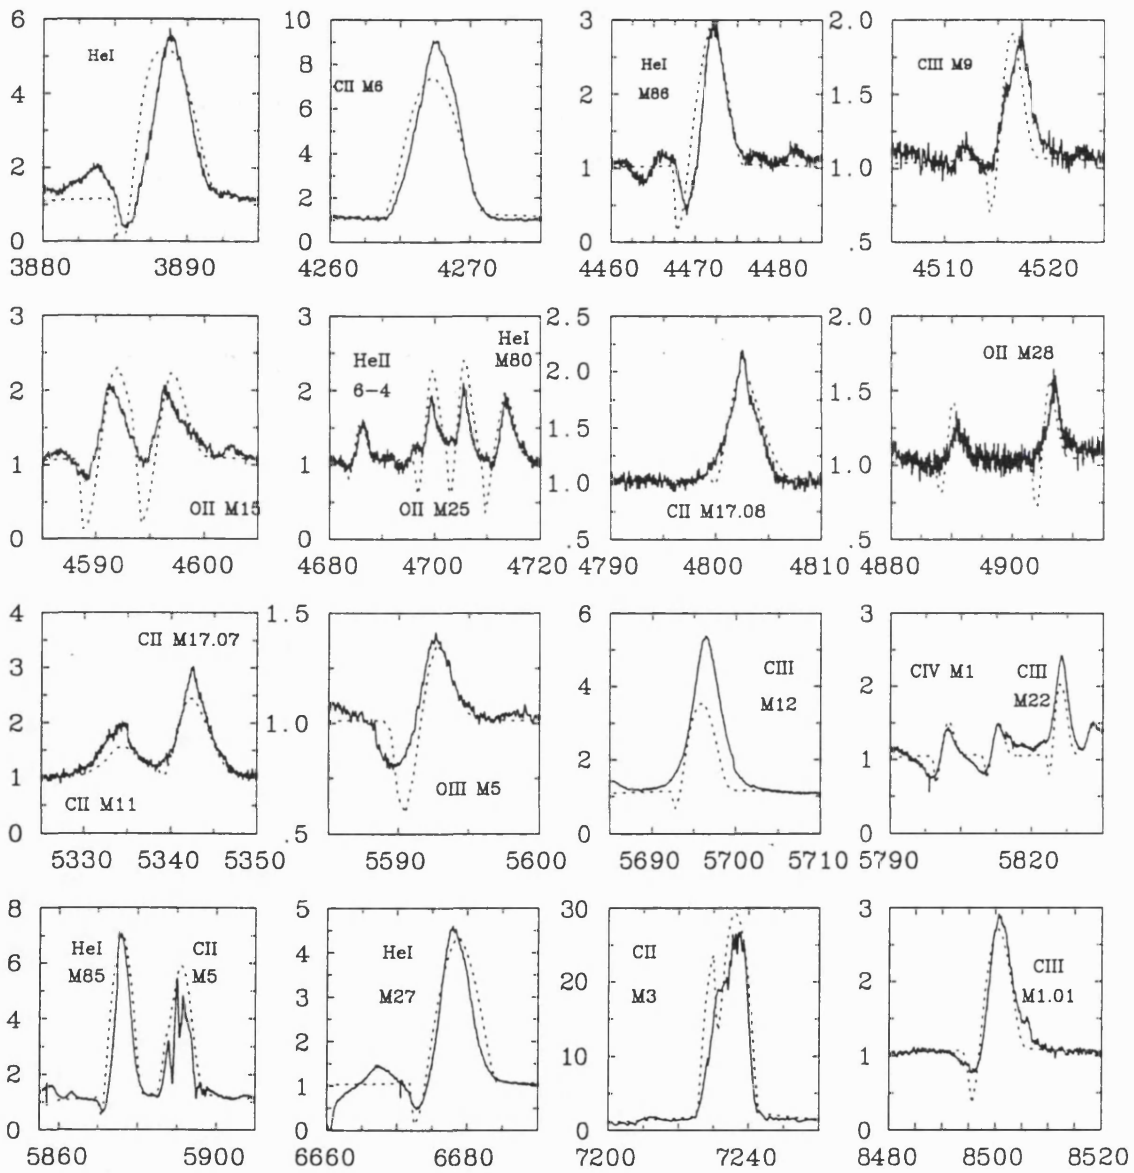 6 10 3 2.0
HeI
8
CII M6
HeI
M86
CIII M9
4 2 1.5
6
4
2 1 1.0
2
0 0 0 .5
3880 3890 4260 4270 4460 4470 4480 4510 4520
3 3 2.5 2.0
HeII
6-4
HeI
M80
OII M28
2 2 2.0 1.5
1.5
1 1 1.0
1.0
OII M15 OII M25 CII M17.08
0 0 .5 .5
4590 4600 4680 4700 4720 4790 4800 4810 4880 4900
4 1.5 6 3
CII M17.07
CIII
M12
CIV M1
CIII
M22
3 4 2
2 1.0
1 2 1
CII M11 OIII M5
0 .5 0 0
5330 5340 5350 5590 5600 5690 5700 5710 5790 5820
8 5 30 3
HeI
M85
CII
M5
HeI
M27
CII
M3
CIII
M1.01
6 4 20 2
3
4
2 10 1
2
1
0 0 0 0
5860 5900 6660 6680 7200 7240 8480 8500 8520